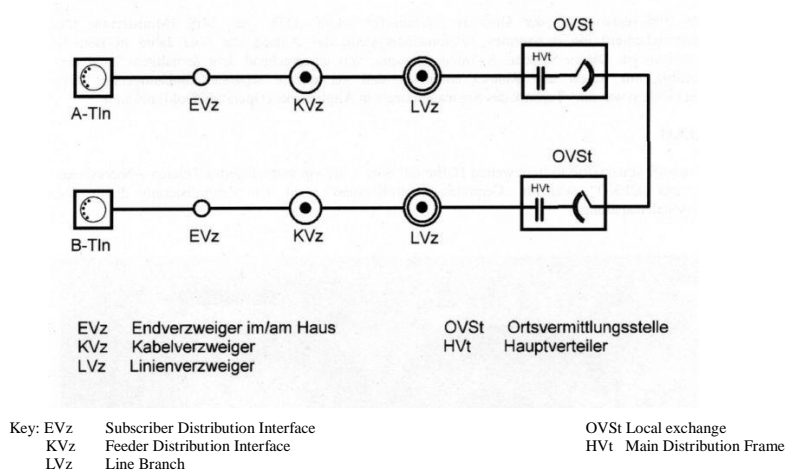 OVSt
HVt
A-Tln
EVz
KVz
LVz
OVSt
HVt
B-Tln
EVz
KVz
LVz
EVz Endverzweiger im/am Haus OVSt Ortsvermittlungsstelle
KVz Kabelverzweiger HVt Hauptverteiler
LVz Linienverzweiger
Key: EVz Subscriber Distribution Interface OVSt Local exchange
KVz Feeder Distribution Interface HVt Main Distribution Frame
LVz Line Branch